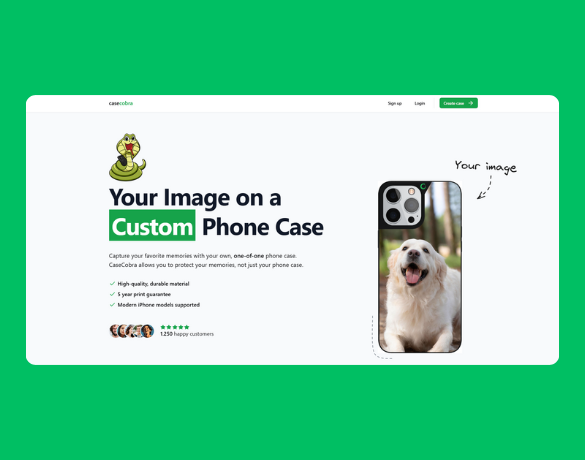 casecobra
Sign up
Login
Create case
Your image
Your Image on a
Custom Phone Case
Capture your favorite memories with your own, one-of-one phone case.
CaseCobra allows you to protect your memories, not just your phone case.
High-quality, durable material
5 year print guarantee
Modern iPhone models supported
1.250 happy customers